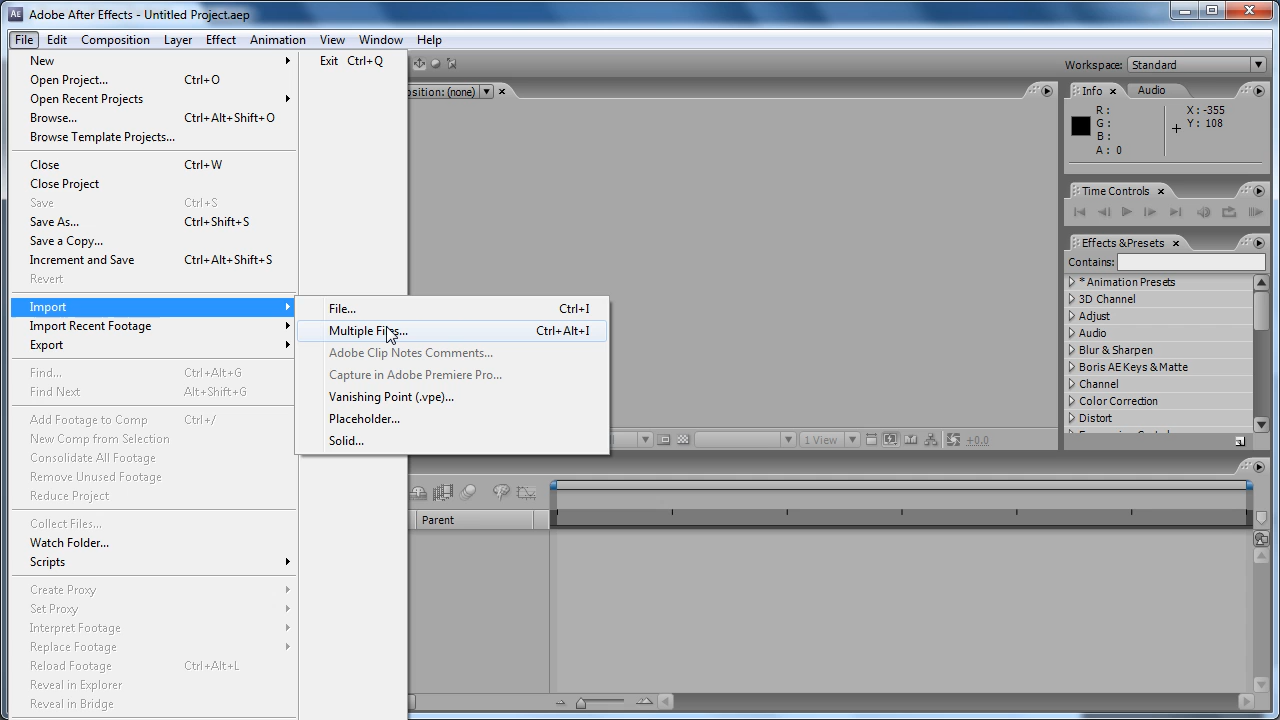 Adobe After Effects - Untitled Project.aep
File Edit Composition Layer Effect Animation View Window Help
New
Exit Ctrl+Q
Open Project... Ctrl+O
Open Recent Projects
Browse... Ctrl+Alt+Shift+O
Browse Template Projects...
Close Ctrl+W
Close Project
Save Ctrl+S
Save As... Ctrl+Shift+S
Save a Copy...
Increment and Save Ctrl+Alt+Shift+S
Revert
Import
Import Recent Footage
Export
Find... Ctrl+Alt+G
Find Next Alt+Shift+G
Add Footage to Comp Ctrl+/
New Comp from Selection
Consolidate All Footage
Remove Unused Footage
Reduce Project
Collect Files...
Watch Folder...
Scripts
Create Proxy
Set Proxy
Interpret Footage
Replace Footage
Reload Footage Ctrl+Alt+L
Reveal in Explorer
Reveal in Bridge
File... Ctrl+I
Multiple Files... Ctrl+Alt+I
Adobe Clip Notes Comments...
Capture in Adobe Premiere Pro...
Vanishing Point (.vpe)...
Placeholder...
Solid...
Workspace: Standard
osition: (none)
Info Audio
R :
G :
B :
A : 0
X : -355
Y : 108
Time Controls
Effects & Presets
Contains:
* Animation Presets
3D Channel
Adjust
Audio
Blur & Sharpen
Boris AE Keys & Matte
Channel
Color Correction
Distort
1 View
+0.0
Parent